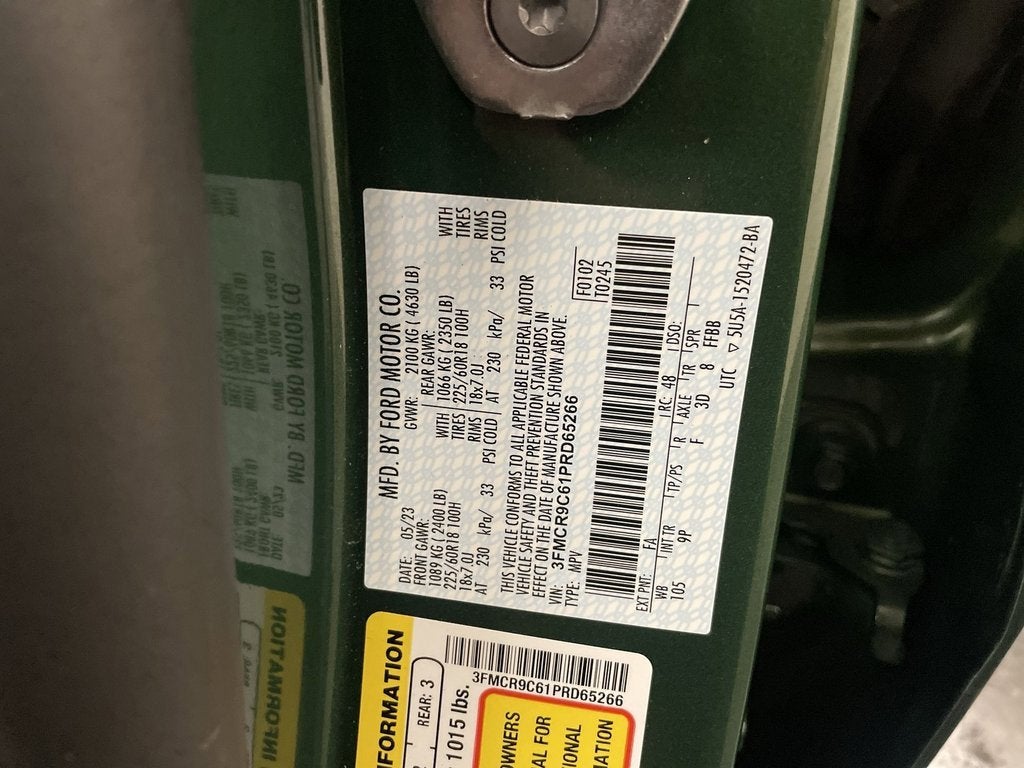 MFD. BY FORD MOTOR CO.
DATE: 05/23 GVWR: 2100 KG ( 4630 LB)
FRONT GAWR: REAR GAWR:
1089 KG ( 2400 LB) WITH 1066 KG ( 2350 LB) WITH
225/60R18 100H TIRES 225/60R18 100H TIRES
18x7.0J RIMS 18x7.0J RIMS
AT 230 kPa/ 33 PSI COLD AT 230 kPa/ 33 PSI COLD
THIS VEHICLE CONFORMS TO ALL APPLICABLE FEDERAL MOTOR
VEHICLE SAFETY AND THEFT PREVENTION STANDARDS IN
EFFECT ON THE DATE OF MANUFACTURE SHOWN ABOVE.
VIN: 3FMCR9C61PRD65266
TYPE: MPV
F0102
T0245
EXT PNT: FA RC: 48 DSO:
WB INT TR TP/PS R AXLE TR SPR
105 9P F 3D 8 FFBB
UTC ▽ 5U5A-1520472-BA
FORMATION
REAR: 3
1015 lbs.
3FMCR9C61PRD65266
OWNERS
AL FOR
IONAL
MATION